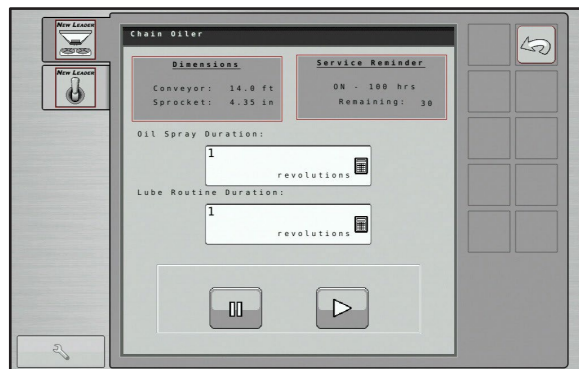 NEW LEADER
NEW LEADER
Chain Oiler
Dimensions
Conveyor: 14.0 ft
Sprocket: 4.35 in
Service Reminder
ON - 100 hrs
Remaining: 30
Oil Spray Duration:
1
revolutions
Lube Routine Duration:
1
revolutions